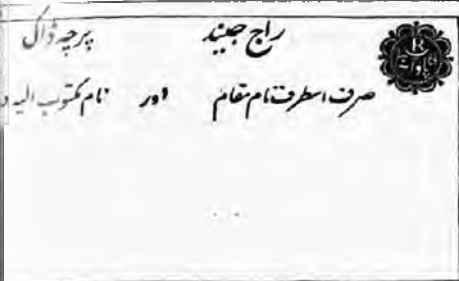 راج جیند پرچہ ڈاک
صرف اسطرف نام مقام اور نام مکتوب الیہ